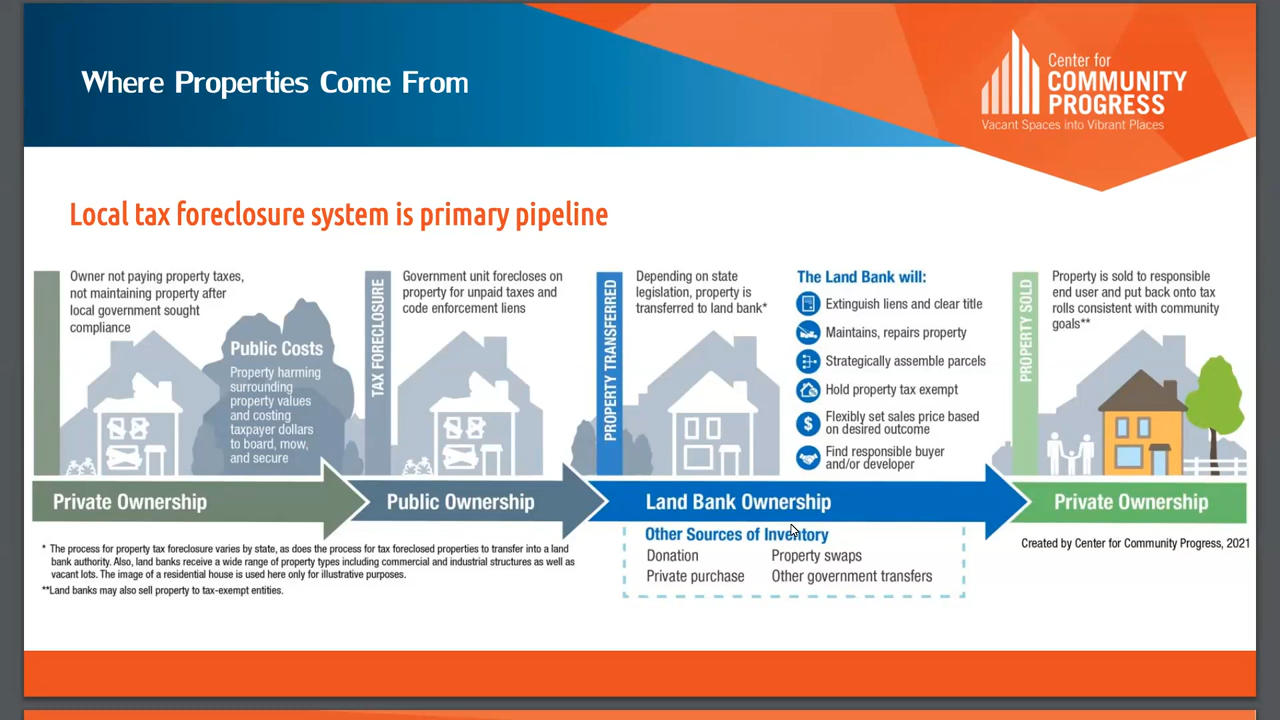 Where Properties Come From
Center for
COMMUNITY
PROGRESS
Vacant Spaces into Vibrant Places
Local tax foreclosure system is primary pipeline
Owner not paying property taxes,
not maintaining property after
local government sought
compliance
Public Costs
Property harming
surrounding
property values
and costing
taxpayer dollars
to board, mow,
and secure
Private Ownership
TAX FORECLOSURE
Government unit forecloses on
property for unpaid taxes and
code enforcement liens
Public Ownership
PROPERTY TRANSFERRED
Depending on state
legislation, property is
transferred to land bank*
The Land Bank will:
Extinguish liens and clear title
Maintains, repairs property
Strategically assemble parcels
Hold property tax exempt
$
Flexibly set sales price based
on desired outcome
Find responsible buyer
and/or developer
Land Bank Ownership
Other Sources of Inventory
Donation
Property swaps
Private purchase
Other government transfers
PROPERTY SOLD
Property is sold to responsible
end user and put back onto tax
rolls consistent with community
goals**
Private Ownership
Created by Center for Community Progress, 2021
* The process for property tax foreclosure varies by state, as does the process for tax foreclosed properties to transfer into a land
bank authority. Also, land banks receive a wide range of property types including commercial and industrial structures as well as
vacant lots. The image of a residential house is used here only for illustrative purposes.
**Land banks may also sell property to tax-exempt entities.